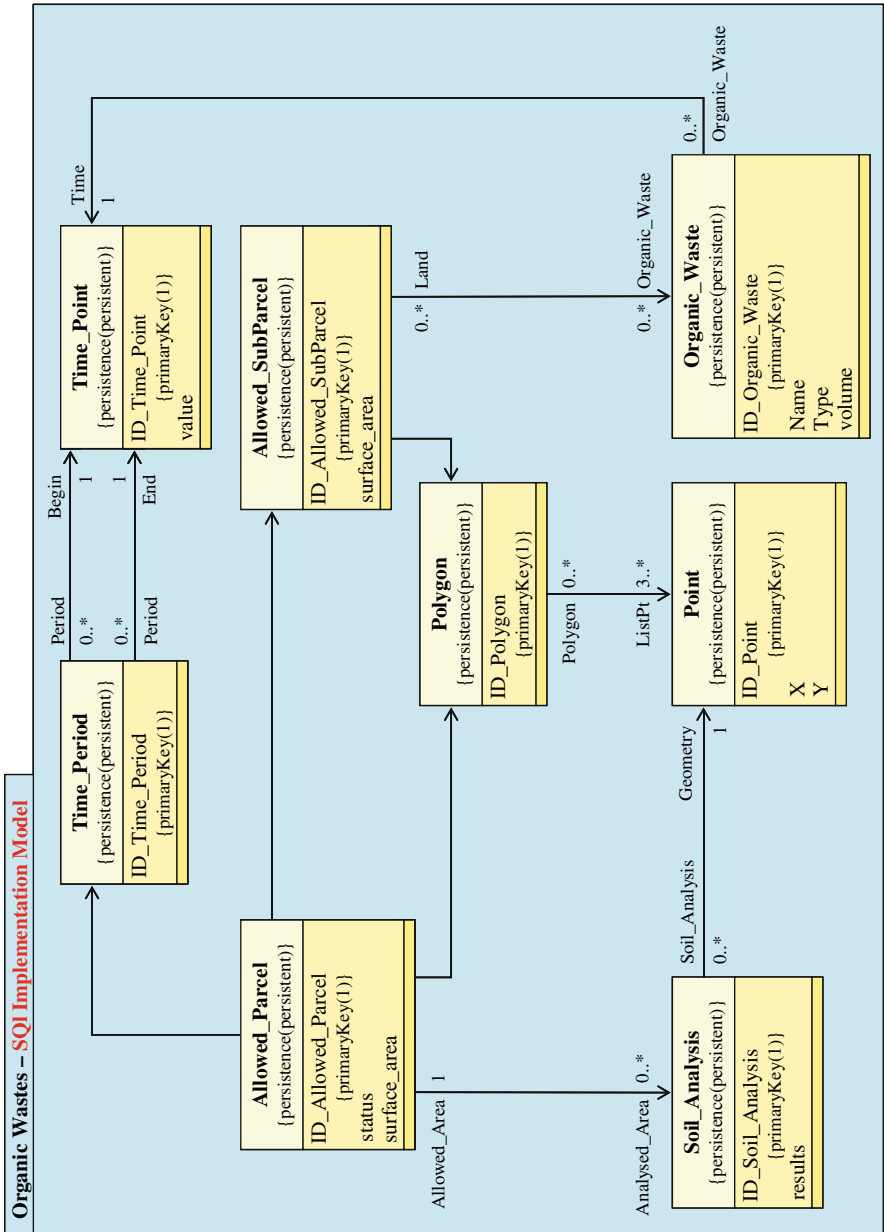 Organic Wastes – SQl Implementation Model
Time_Period
{persistence(persistent)}
ID_Time_Period
{primaryKey(1)}
Period
0..*
0..*
Period
Begin
1
1
End
Time_Point
{persistence(persistent)}
ID_Time_Point
{primaryKey(1)}
value
Time
1
Allowed_Parcel
{persistence(persistent)}
ID_Allowed_Parcel
{primaryKey(1)}
status
surface_area
Allowed_SubParcel
{persistence(persistent)}
ID_Allowed_SubParcel
{primaryKey(1)}
surface_area
Allowed_Area
1
0..*
Land
Polygon
{persistence(persistent)}
ID_Polygon
{primaryKey(1)}
Polygon
0..*
Analysed_Area
0..*
ListPt
3..*
0..*
Organic_Waste
Soil_Analysis
{persistence(persistent)}
ID_Soil_Analysis
{primaryKey(1)}
results
Soil_Analysis
0..*
Geometry
1
Point
{persistence(persistent)}
ID_Point
{primaryKey(1)}
X
Y
Organic_Waste
{persistence(persistent)}
ID_Organic_Waste
{primaryKey(1)}
Name
Type
volume
0..*
Organic_Waste